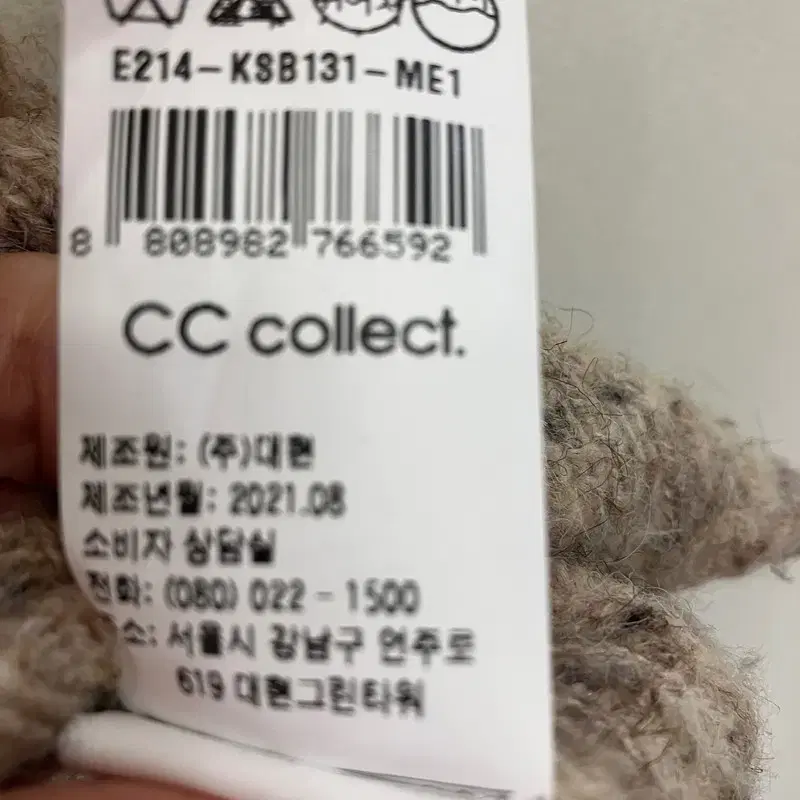 E214-KSB131-ME1
8 808982 766592
CC collect.
제조원: (주)대현
제조년월: 2021.08
소비자 상담실
전화: (080) 022 - 1500
소: 서울시 강남구 언주로
619 대현그린타워